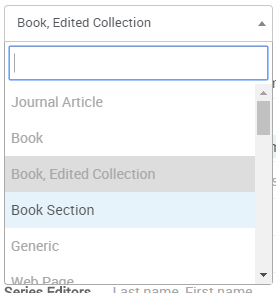 Book, Edited Collection
Journal Article
Book
Book, Edited Collection
Book Section
Generic
Web Page
Series Editors Last name, First name